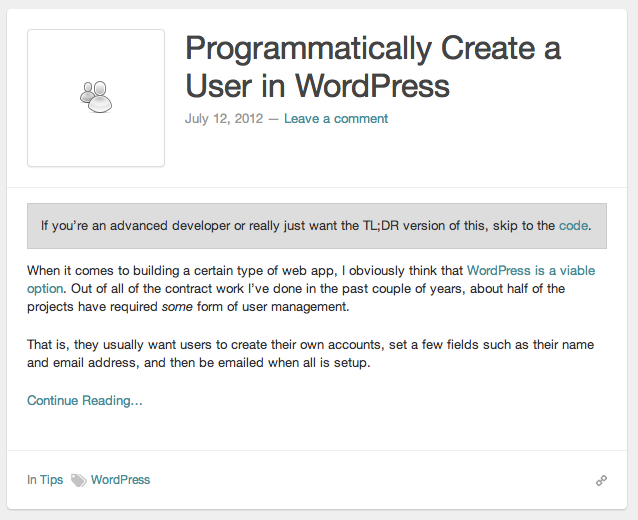 Programmatically Create a
User in WordPress
July 12, 2012 — Leave a comment
If you’re an advanced developer or really just want the TL;DR version of this, skip to the code.
When it comes to building a certain type of web app, I obviously think that WordPress is a viable
option. Out of all of the contract work I’ve done in the past couple of years, about half of the
projects have required some form of user management.
That is, they usually want users to create their own accounts, set a few fields such as their name
and email address, and then be emailed when all is setup.
Continue Reading…
In Tips WordPress